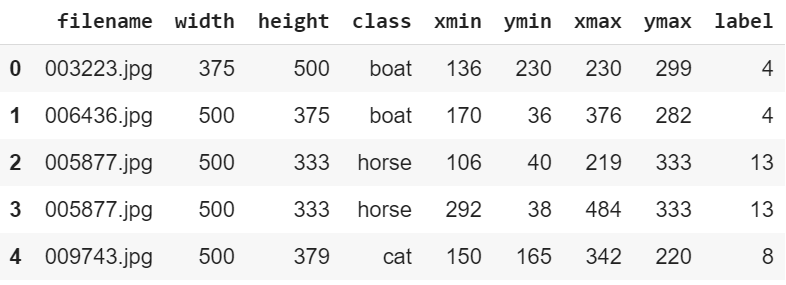 filename width height class xmin ymin xmax ymax label
0 003223.jpg 375 500 boat 136 230 230 299 4
1 006436.jpg 500 375 boat 170 36 376 282 4
2 005877.jpg 500 333 horse 106 40 219 333 13
3 005877.jpg 500 333 horse 292 38 484 333 13
4 009743.jpg 500 379 cat 150 165 342 220 8